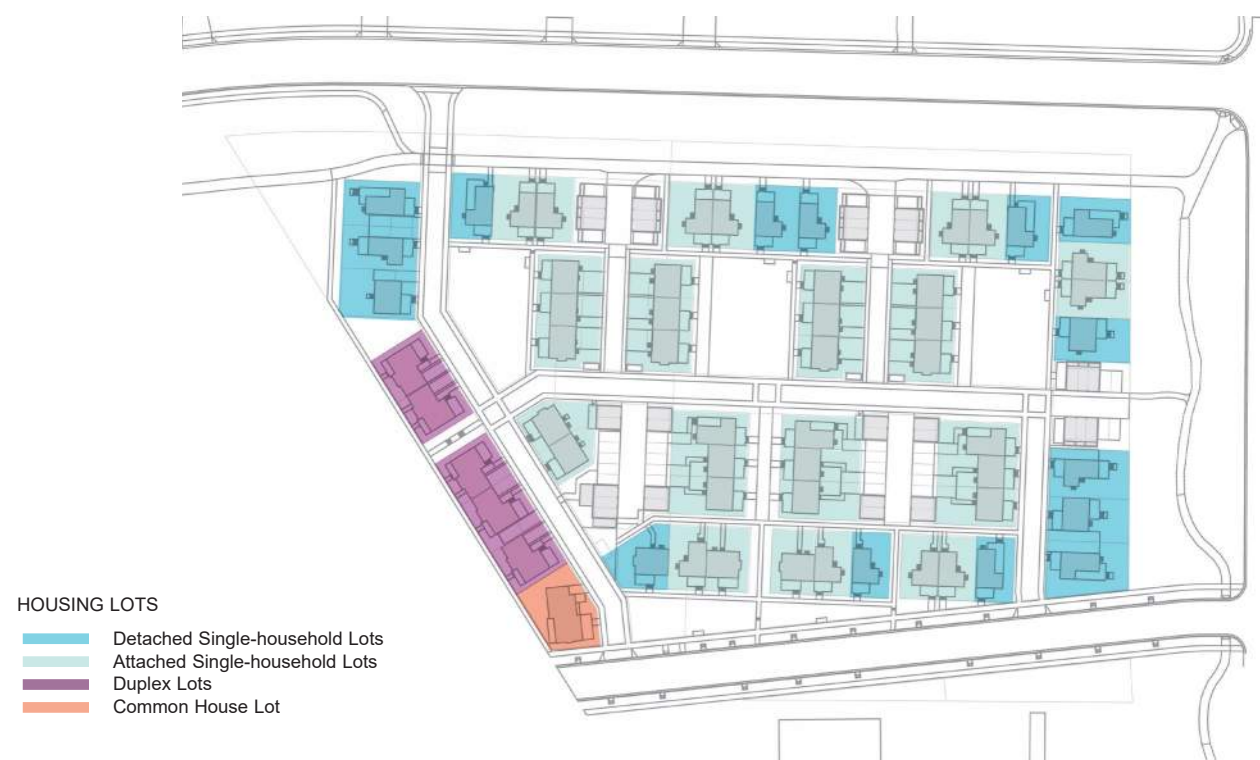 HOUSING LOTS
Detached Single-household Lots
Attached Single-household Lots
Duplex Lots
Common House Lot